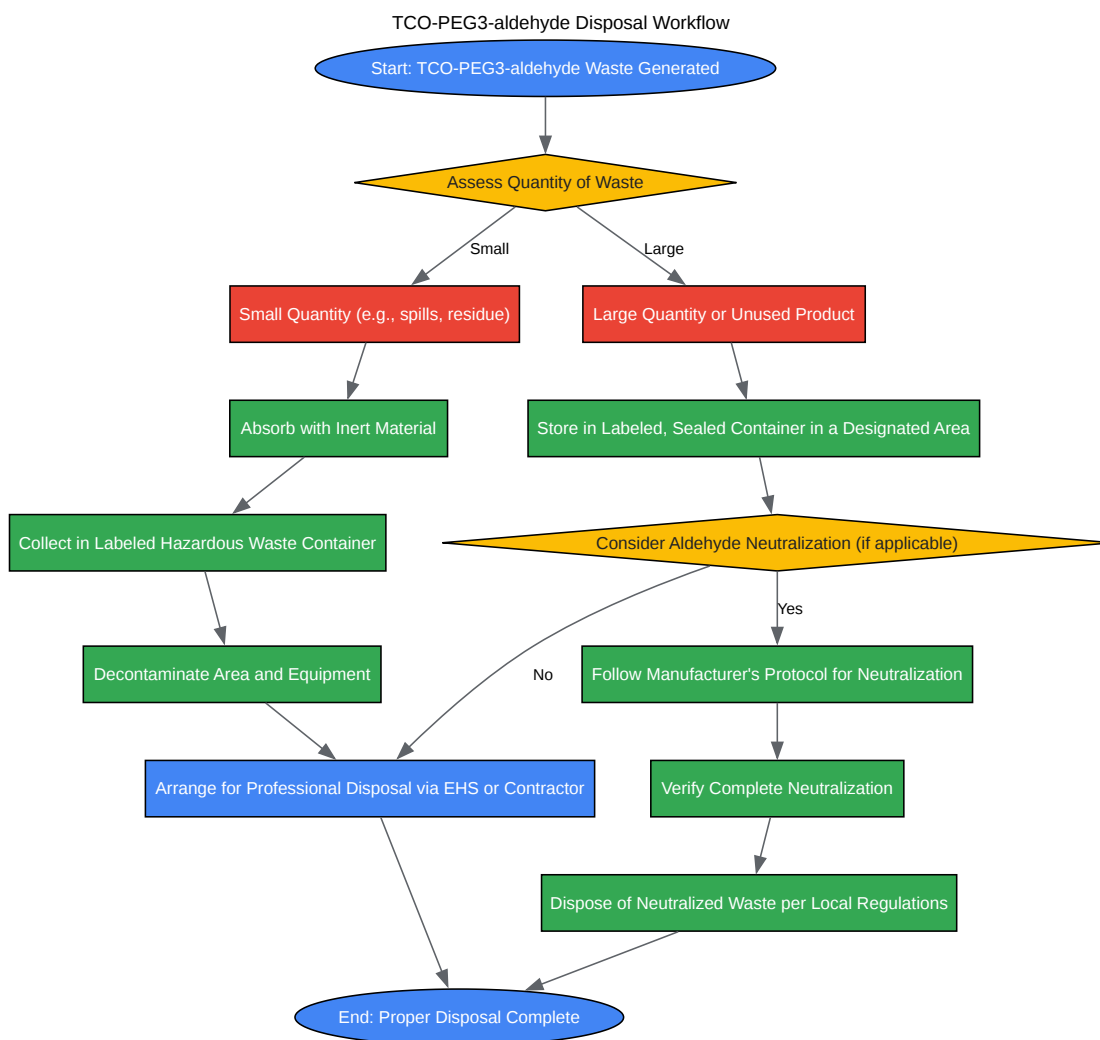 TCO-PEG3-aldehyde Disposal Workflow
Start: TCO-PEG3-aldehyde Waste Generated
Assess Quantity of Waste
Small
Large
Small Quantity (e.g., spills, residue)
Large Quantity or Unused Product
Absorb with Inert Material
Store in Labeled, Sealed Container in a Designated Area
Collect in Labeled Hazardous Waste Container
Consider Aldehyde Neutralization (if applicable)
Yes
Decontaminate Area and Equipment
No
Follow Manufacturer's Protocol for Neutralization
Arrange for Professional Disposal via EHS or Contractor
Verify Complete Neutralization
Dispose of Neutralized Waste per Local Regulations
End: Proper Disposal Complete